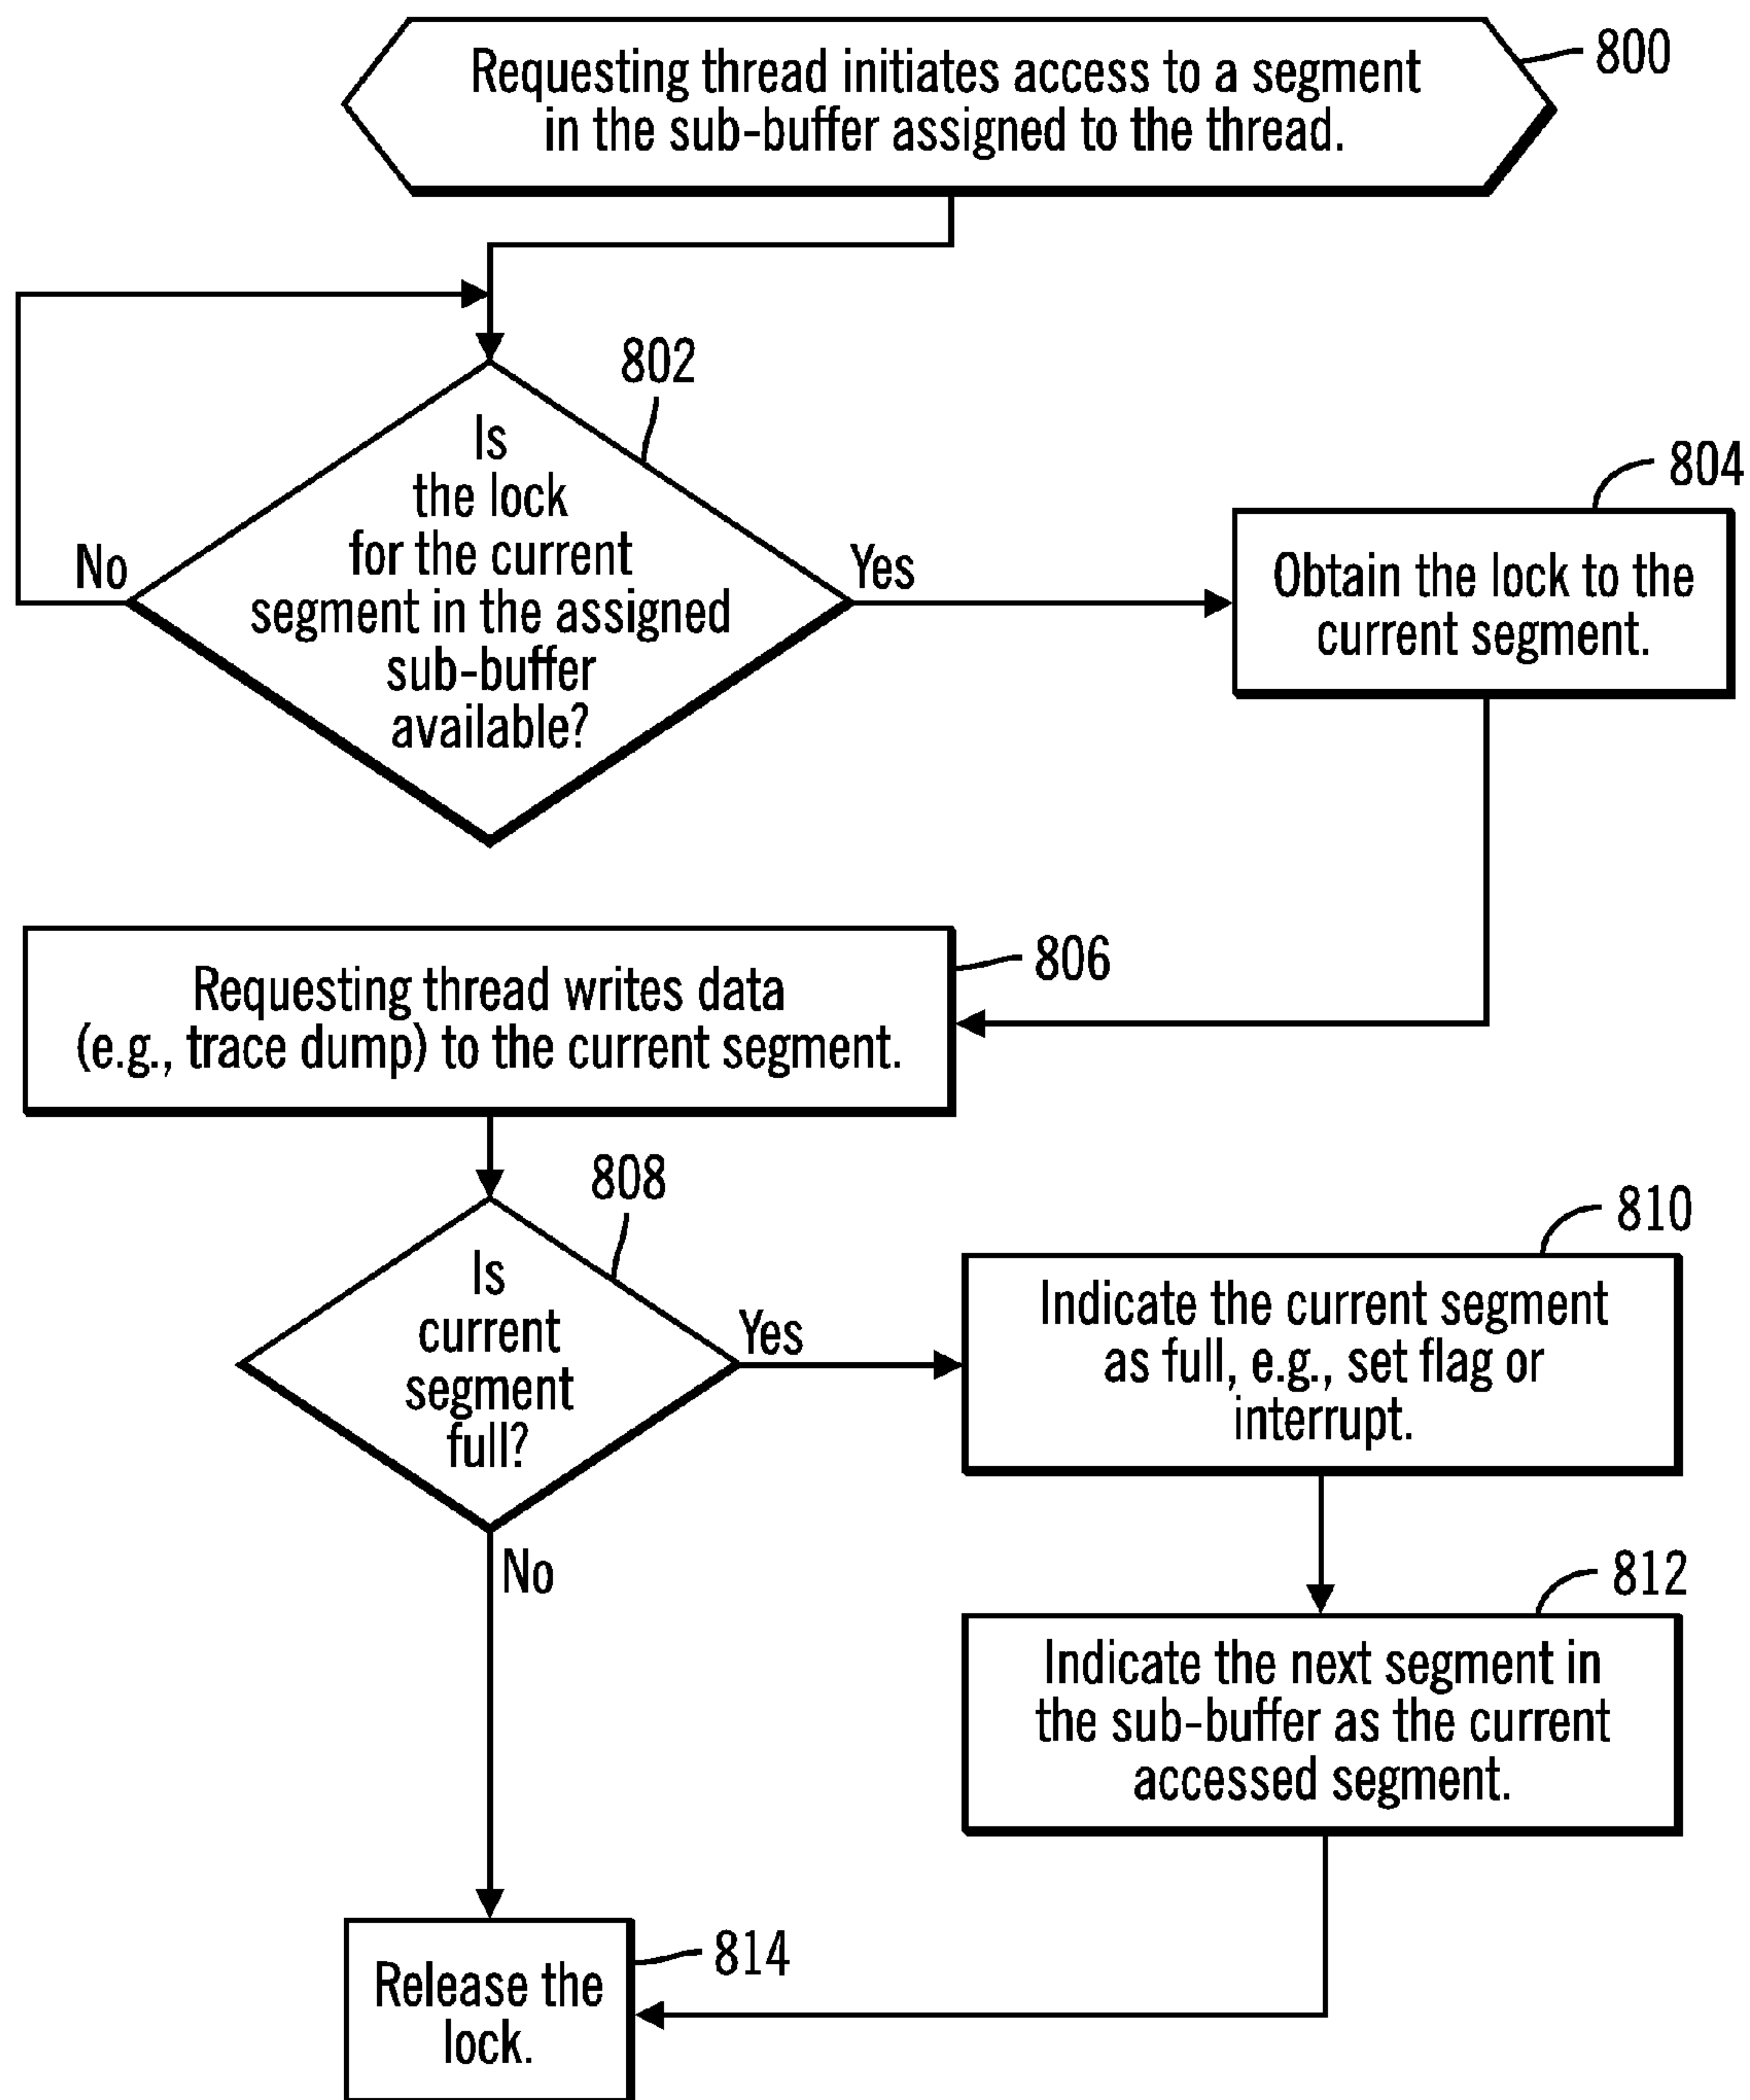 Requesting thread initiates access to a segment
in the sub-buffer assigned to the thread.
800
802
Is
the lock
for the current
segment in the assigned
sub-buffer
available?
No
Yes
804
Obtain the lock to the
current segment.
806
Requesting thread writes data
(e.g., trace dump) to the current segment.
808
Is
current
segment
full?
Yes
No
810
Indicate the current segment
as full, e.g., set flag or
interrupt.
812
Indicate the next segment in
the sub-buffer as the current
accessed segment.
814
Release the
lock.